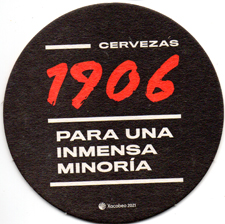 CERVEZAS
1906
PARA UNA
INMENSA
MINORÍA
Xacobeo 2021